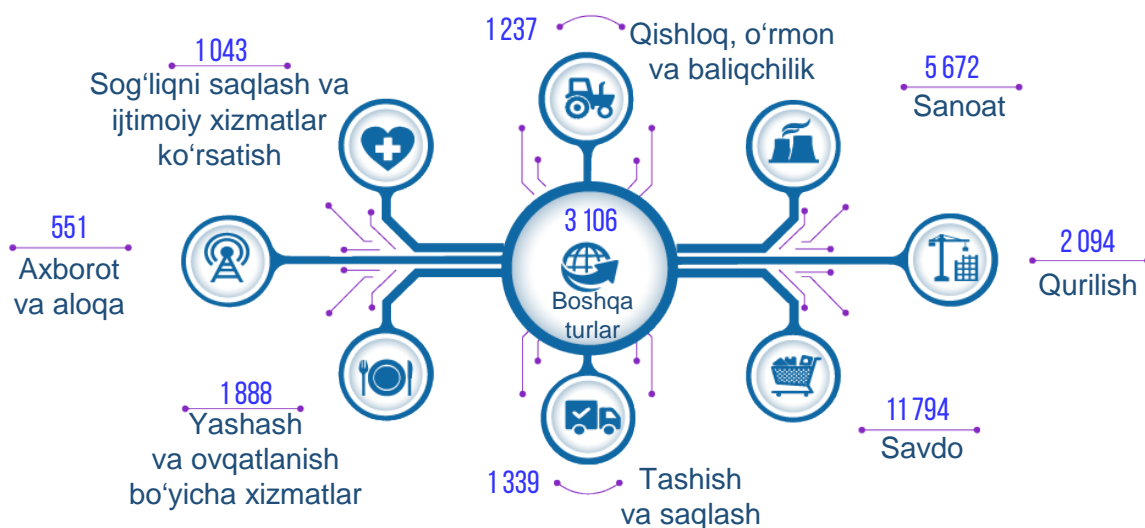 1 237
Qishloq, o‘rmon
va baliqchilik
1 043
Sog‘liqni saqlash va
ijtimoiy xizmatlar
ko‘rsatish
5 672
Sanoat
551
Axborot
va aloqa
3 106
Boshqa
turlar
2 094
Qurilish
1 888
Yashash
va ovqatlanish
bo‘yicha xizmatlar
11 794
Savdo
1 339
Tashish
va saqlash